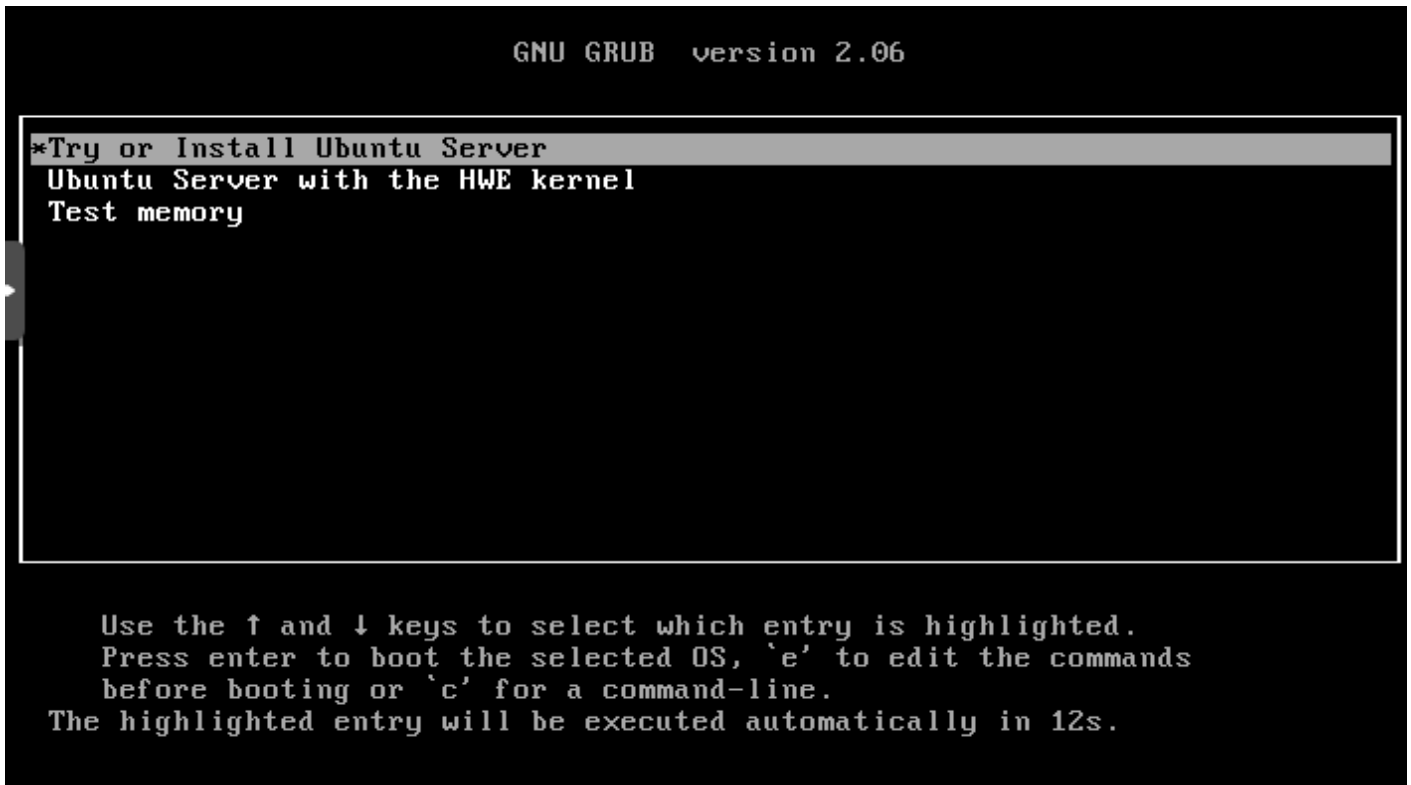 GNU GRUB version 2.06
*Try or Install Ubuntu Server
Ubuntu Server with the HWE kernel
Test memory
Use the ↑ and ↓ keys to select which entry is highlighted.
Press enter to boot the selected OS, `e' to edit the commands
before booting or `c' for a command-line.
The highlighted entry will be executed automatically in 12s.